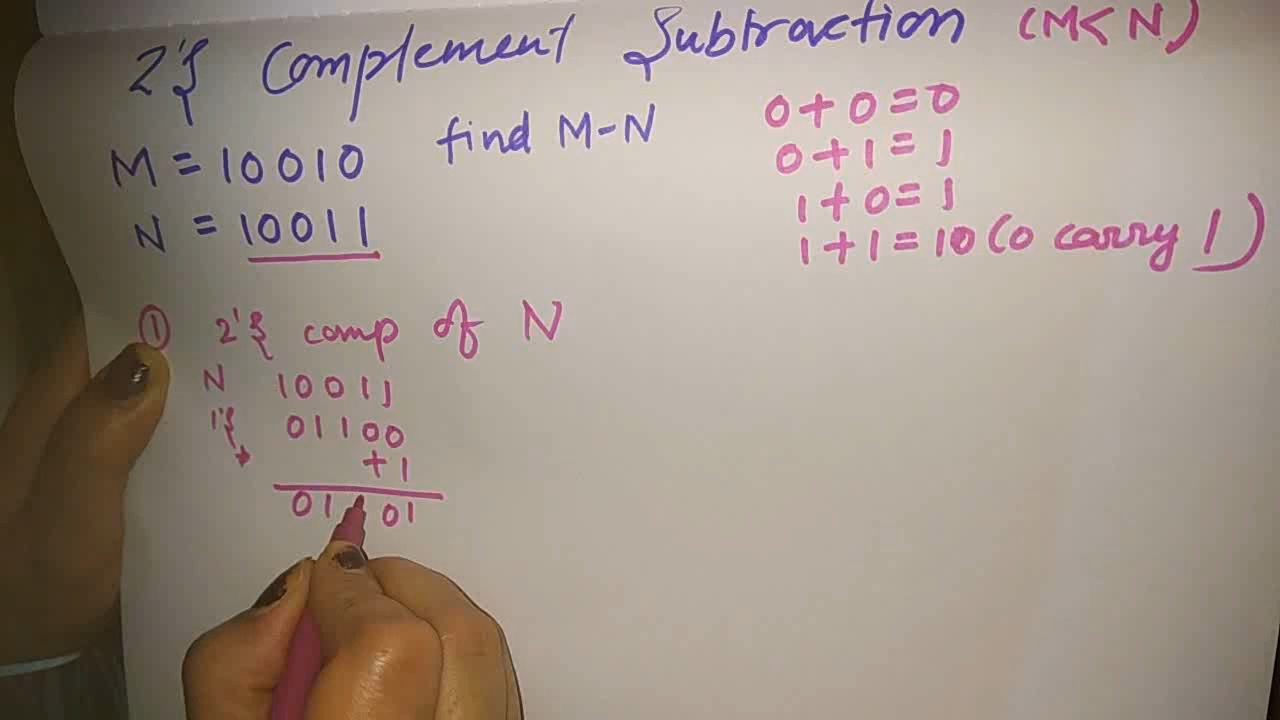 2's Complement Subtraction (M< N)
M = 10010 find M-N
N = 10011
0+0=0
0+1=1
1+0=1
1+1=10 (0 carry 1)
① 2's comp of N
N 10011
1's 01100
+1
01 01